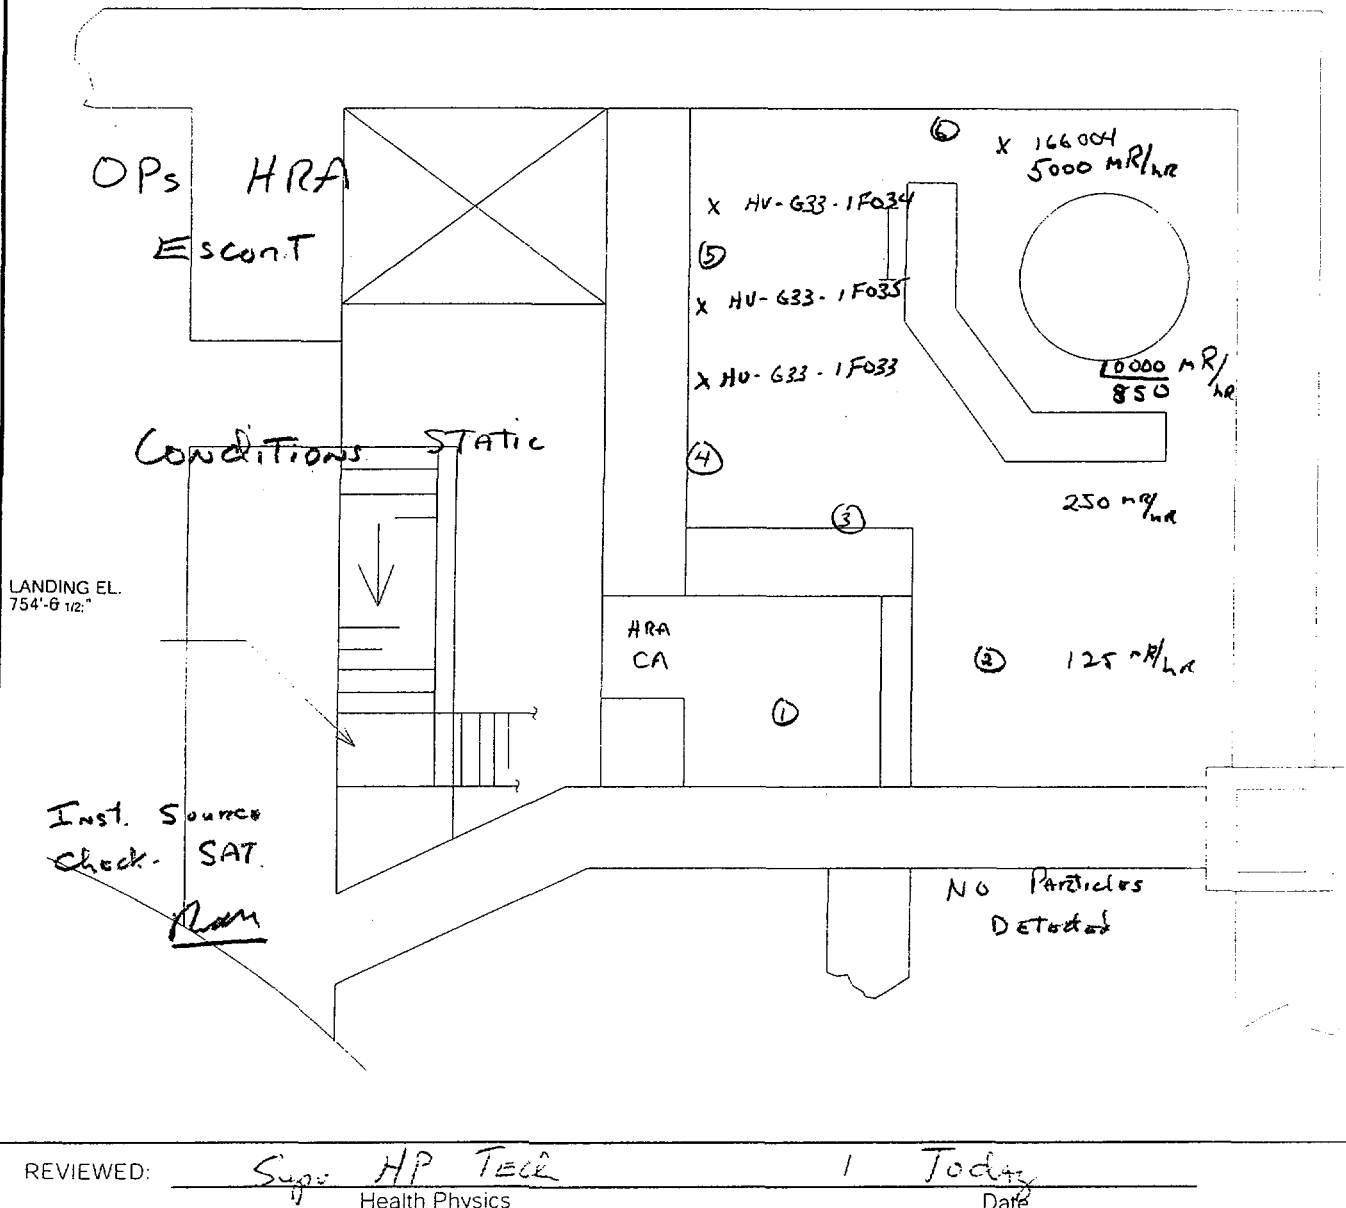 ⑥
X 166004
5000 mR/hR
OPs HRA
Escort
X HV-G33-1F034
⑤
X HV-G33-1F035
X HV-G33-1F033
10000 mR/hR
850
Conditions STATic
④
250 mR/hR
③
LANDING EL.
754'-6 1/2"
HRA
CA
②
125 mR/hR
①
Inst. Source
Check- SAT.
No Particles
Detected
REVIEWED: Supv HP Tech / Today
Health Physics Date